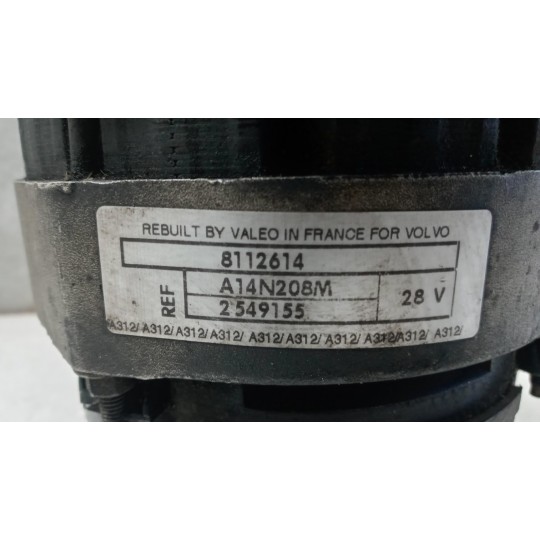 REBUILT BY VALEO IN FRANCE FOR VOLVO
8112614
REF A14N208M 28 V
2549155
A312/ A312/ A312/ A312/ A312/ A312/ A312/ A312/ A312/ A312/